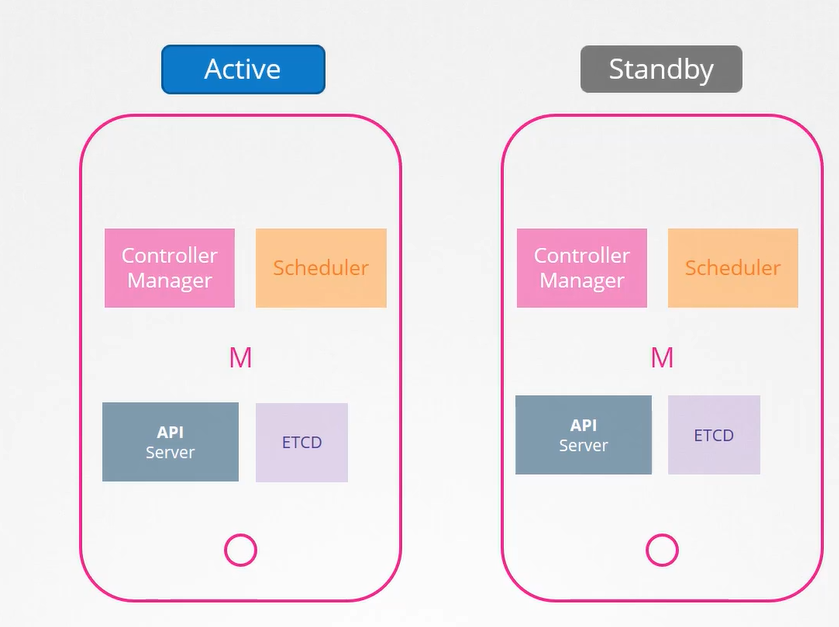 Active
Standby
Controller
Manager
Scheduler
Controller
Manager
Scheduler
M
M
API
Server
ETCD
API
Server
ETCD